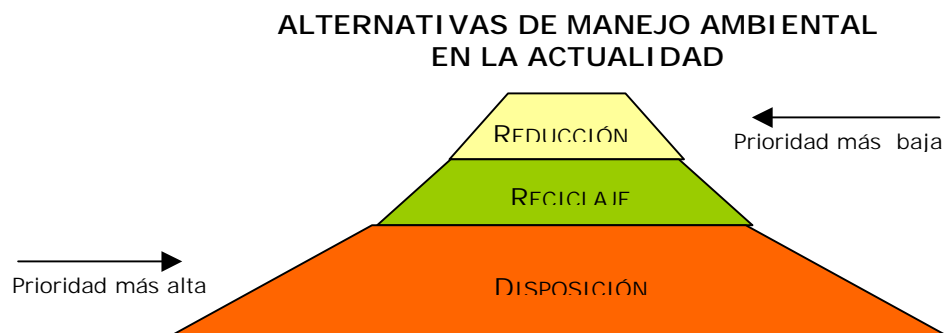 ALTERNATIVAS DE MANEJO AMBIENTAL
EN LA ACTUALIDAD
REDUCCIÓN
Prioridad más baja
RECICLAJE
Prioridad más alta
DISPOSICIÓN